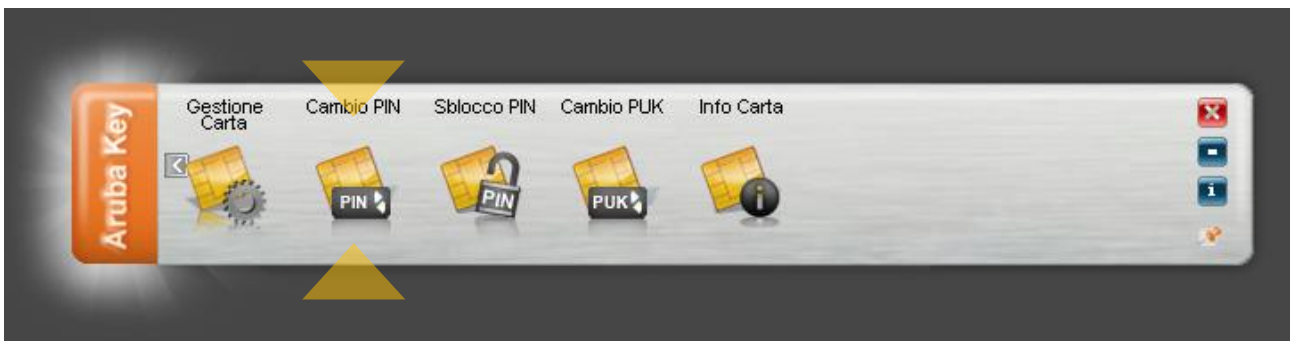 Aruba Key
Gestione
Carta
Cambio PIN
Sblocco PIN
Cambio PUK
Info Carta
PIN
PIN
PUK
i
i